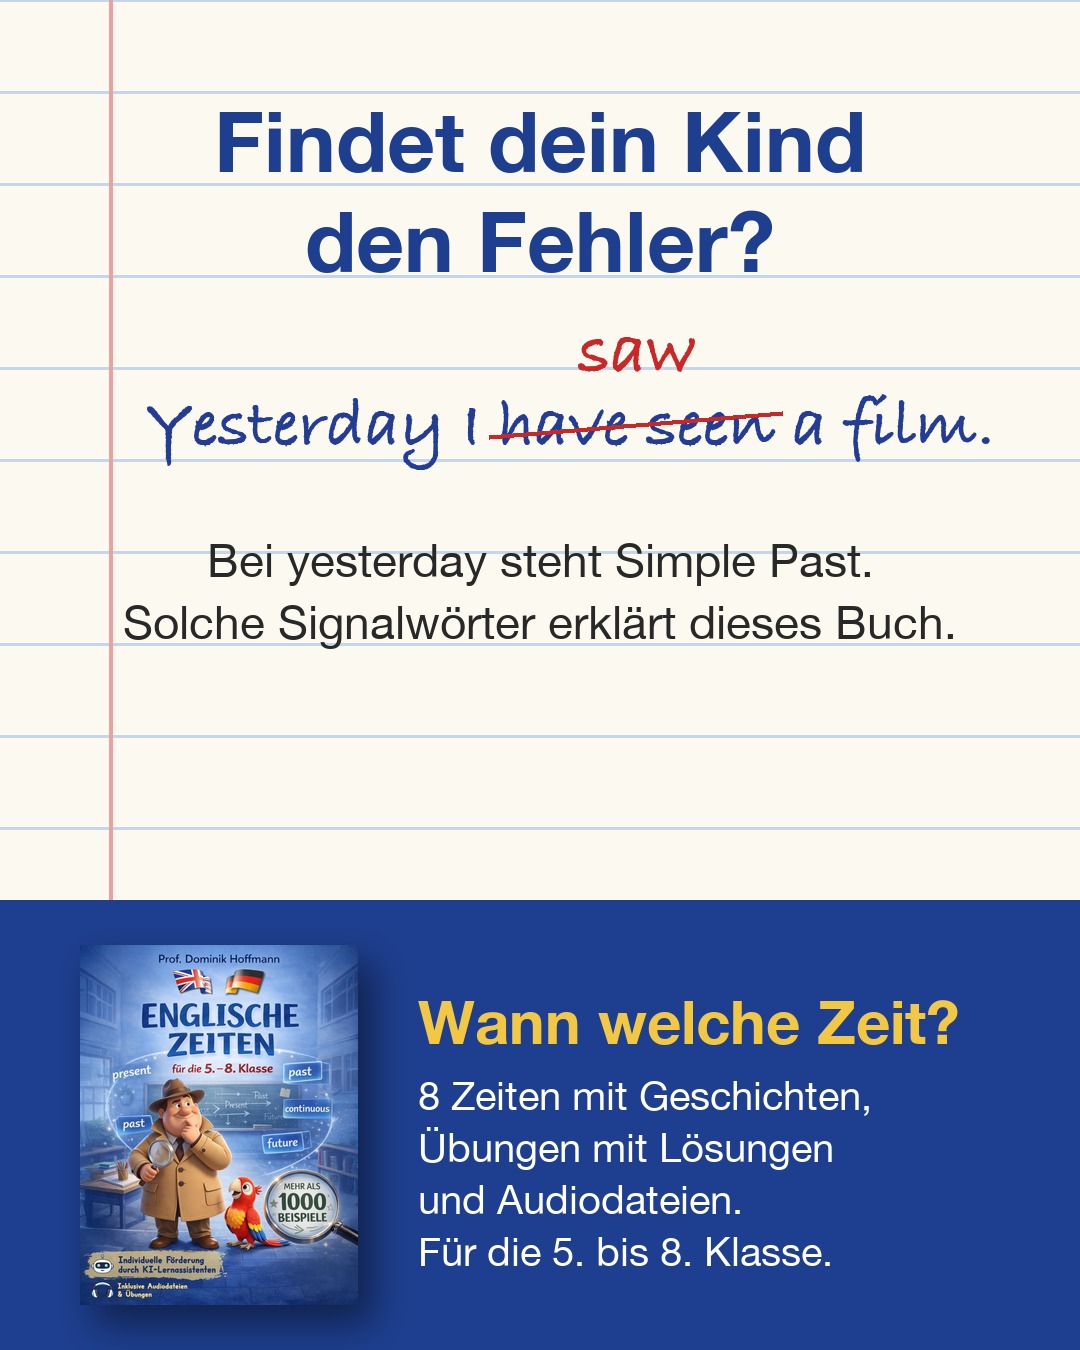 Findet dein Kind
den Fehler?
saw
Yesterday I have seen a film.
Bei yesterday steht Simple Past.
Solche Signalwörter erklärt dieses Buch.
Prof. Dominik Hoffmann
ENGLISCHE
ZEITEN
für die 5.–8. Klasse
present
past
Past
Present
continuous
past
future
MEHR ALS
1000
BEISPIELE
Individuelle Förderung
durch KI-Lernassistenten
Inklusive Audiodateien
& Übungen
Wann welche Zeit?
8 Zeiten mit Geschichten,
Übungen mit Lösungen
und Audiodateien.
Für die 5. bis 8. Klasse.